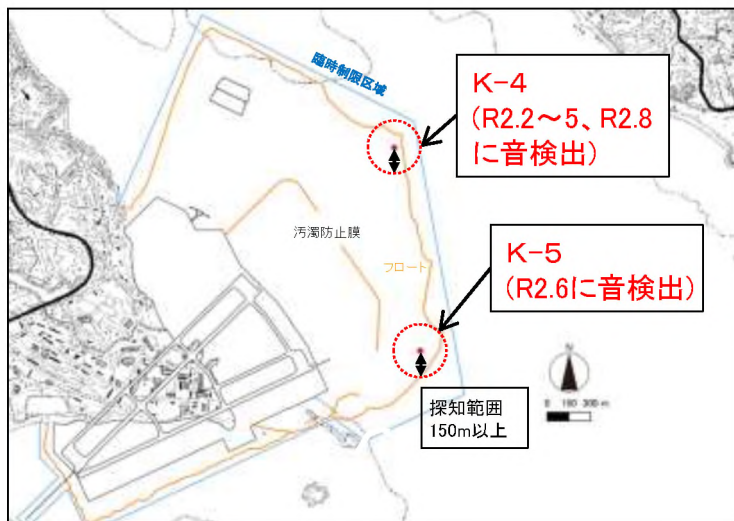 臨時制限区域
K-4
(R2.2～5、R2.8
に音検出)
汚濁防止膜
フロート
K-5
(R2.6に音検出)
探知範囲
150m以上
N
0 150 300 m